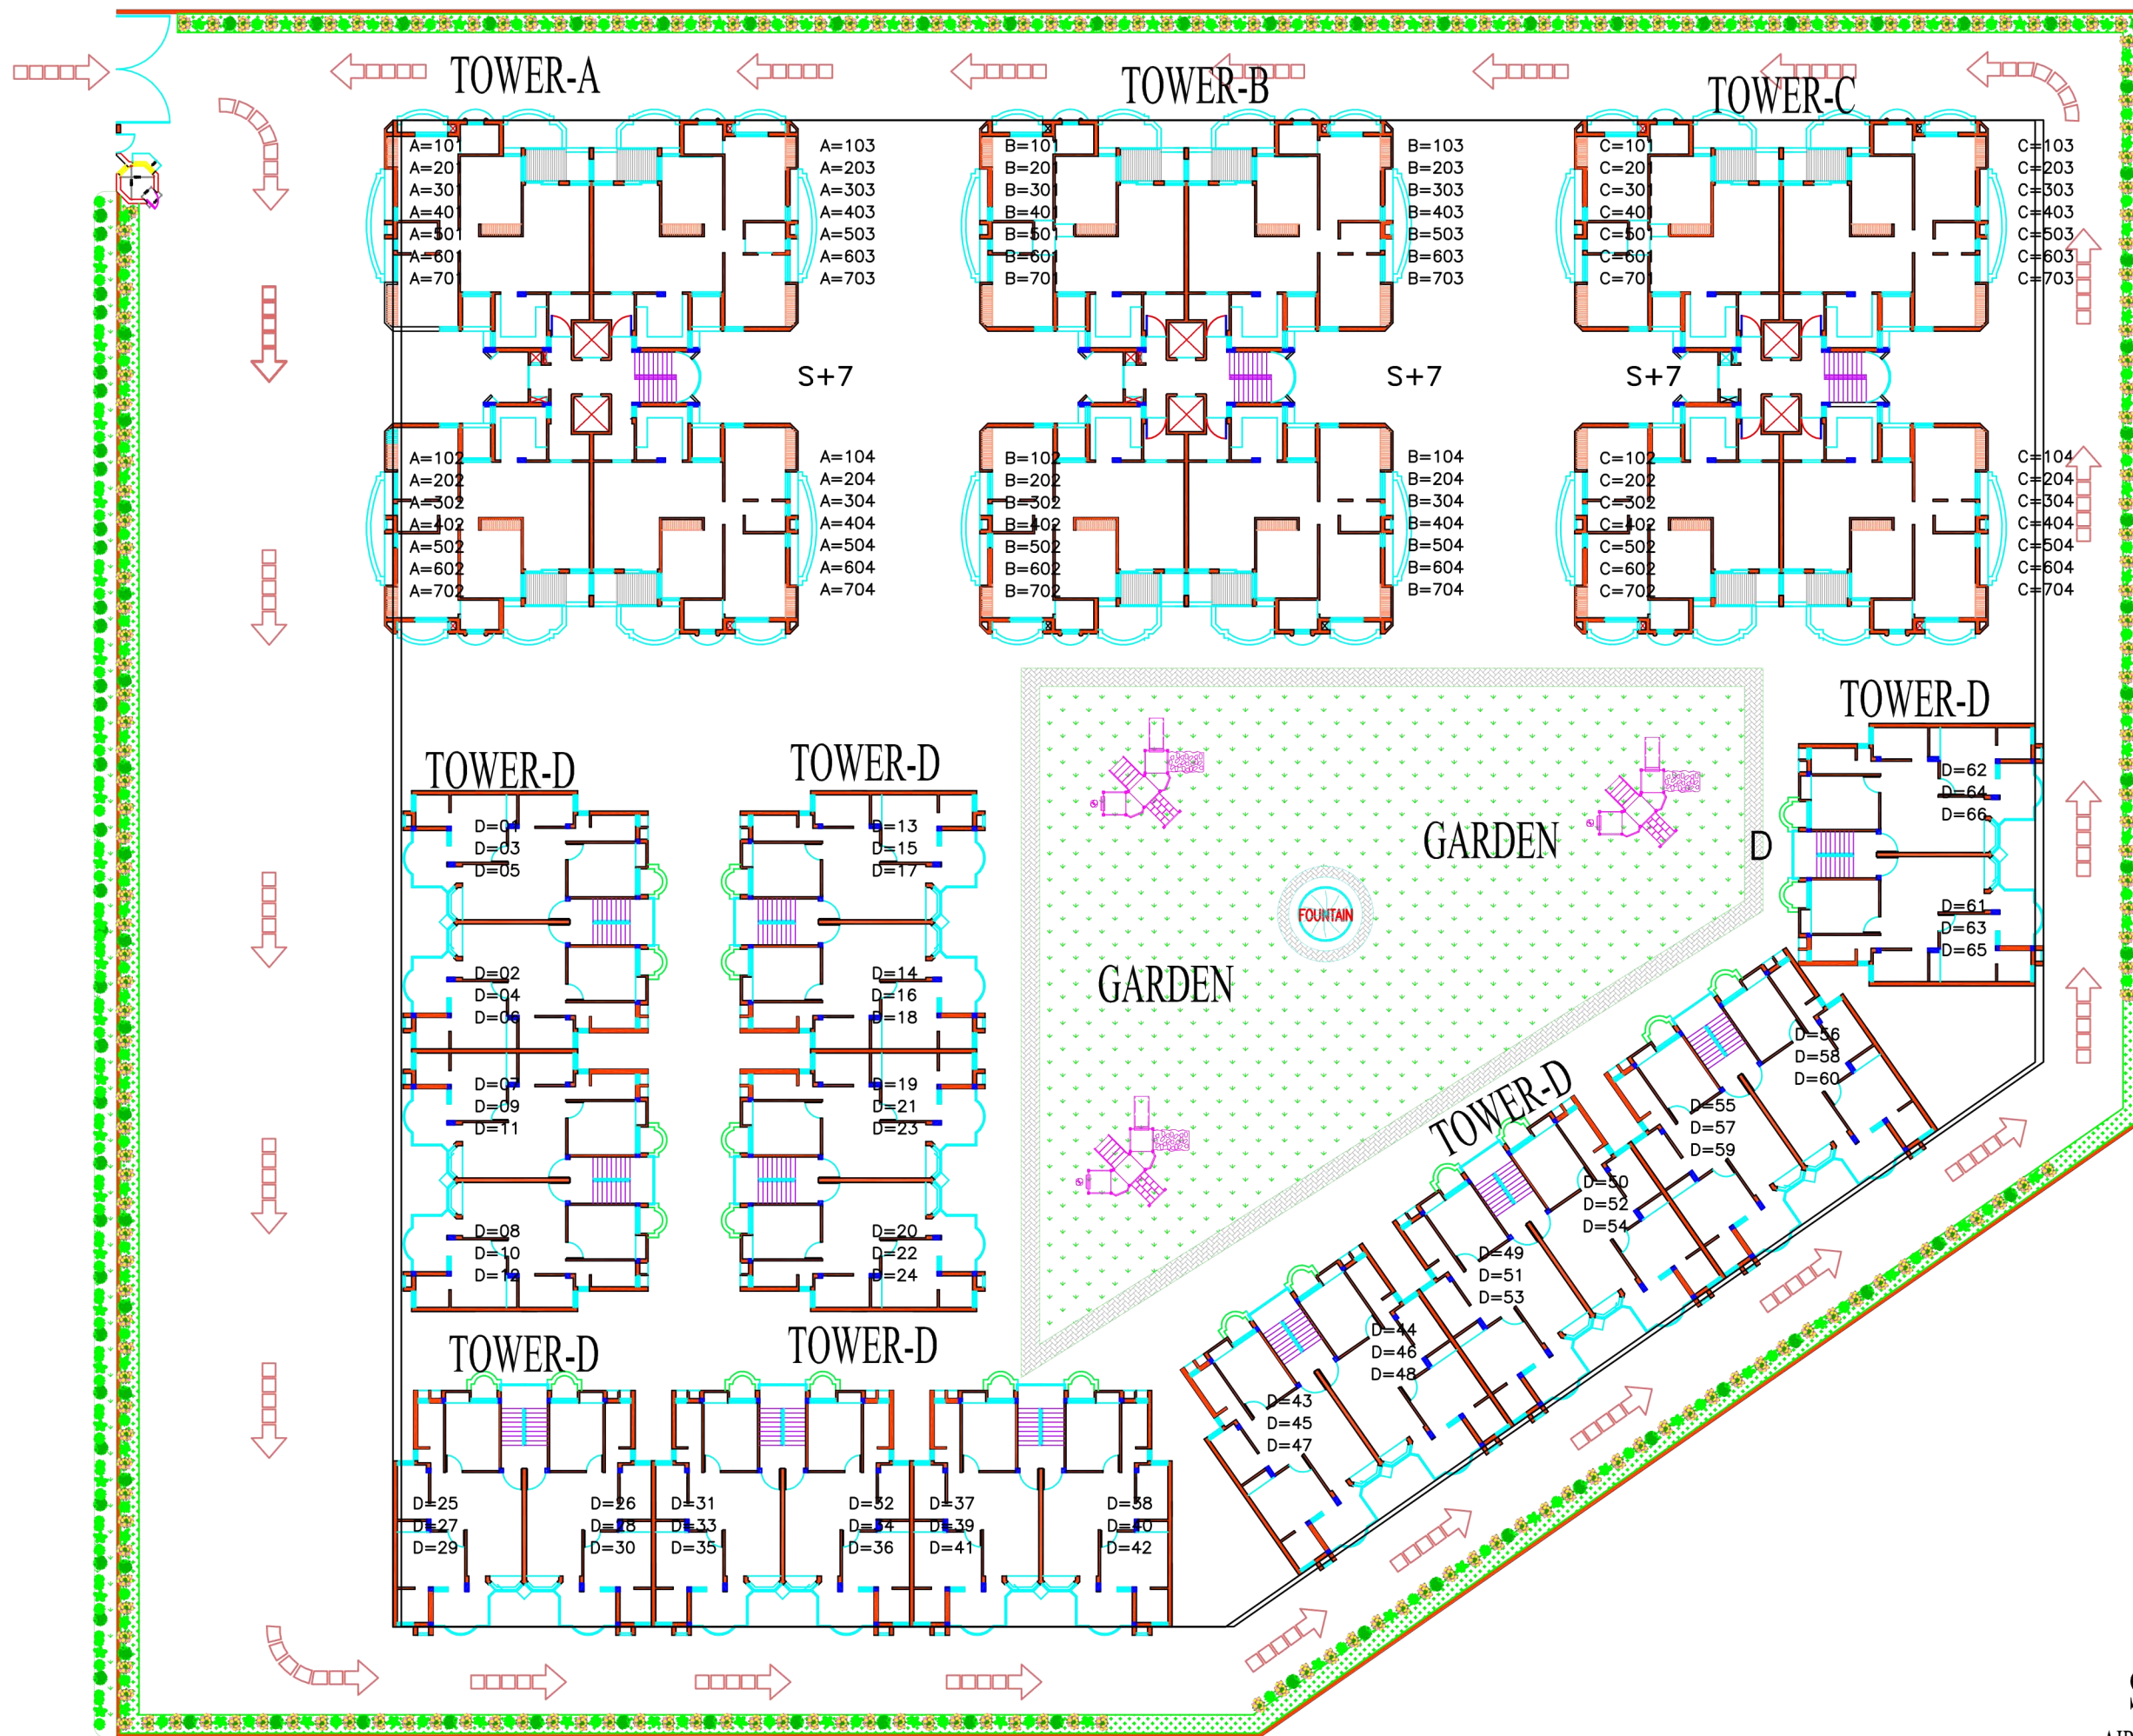 TOWER-A
TOWER-B
TOWER-C
A=101
A=201
A=301
A=401
A=501
A=601
A=701
A=103
A=203
A=303
A=403
A=503
A=603
A=703
B=101
B=201
B=301
B=401
B=501
B=601
B=701
B=103
B=203
B=303
B=403
B=503
B=603
B=703
C=101
C=201
C=301
C=401
C=501
C=601
C=701
C=103
C=203
C=303
C=403
C=503
C=603
C=703
S+7
S+7
S+7
A=102
A=202
A=302
A=402
A=502
A=602
A=702
A=104
A=204
A=304
A=404
A=504
A=604
A=704
B=102
B=202
B=302
B=402
B=502
B=602
B=702
B=104
B=204
B=304
B=404
B=504
B=604
B=704
C=102
C=202
C=302
C=402
C=502
C=602
C=702
C=104
C=204
C=304
C=404
C=504
C=604
C=704
TOWER-D
TOWER-D
TOWER-D
D=01
D=03
D=05
D=13
D=15
D=17
GARDEN
D
D=62
D=64
D=66
FOUNTAIN
D=61
D=63
D=65
D=02
D=04
D=06
D=14
D=16
D=18
GARDEN
D=07
D=09
D=11
D=19
D=21
D=23
TOWER-D
D=56
D=58
D=60
D=55
D=57
D=59
D=50
D=52
D=54
D=49
D=51
D=53
D=08
D=10
D=12
D=20
D=22
D=24
D=44
D=46
D=48
D=43
D=45
D=47
TOWER-D
TOWER-D
D=25
D=27
D=29
D=26
D=28
D=30
D=31
D=33
D=35
D=32
D=34
D=36
D=37
D=39
D=41
D=38
D=40
D=42